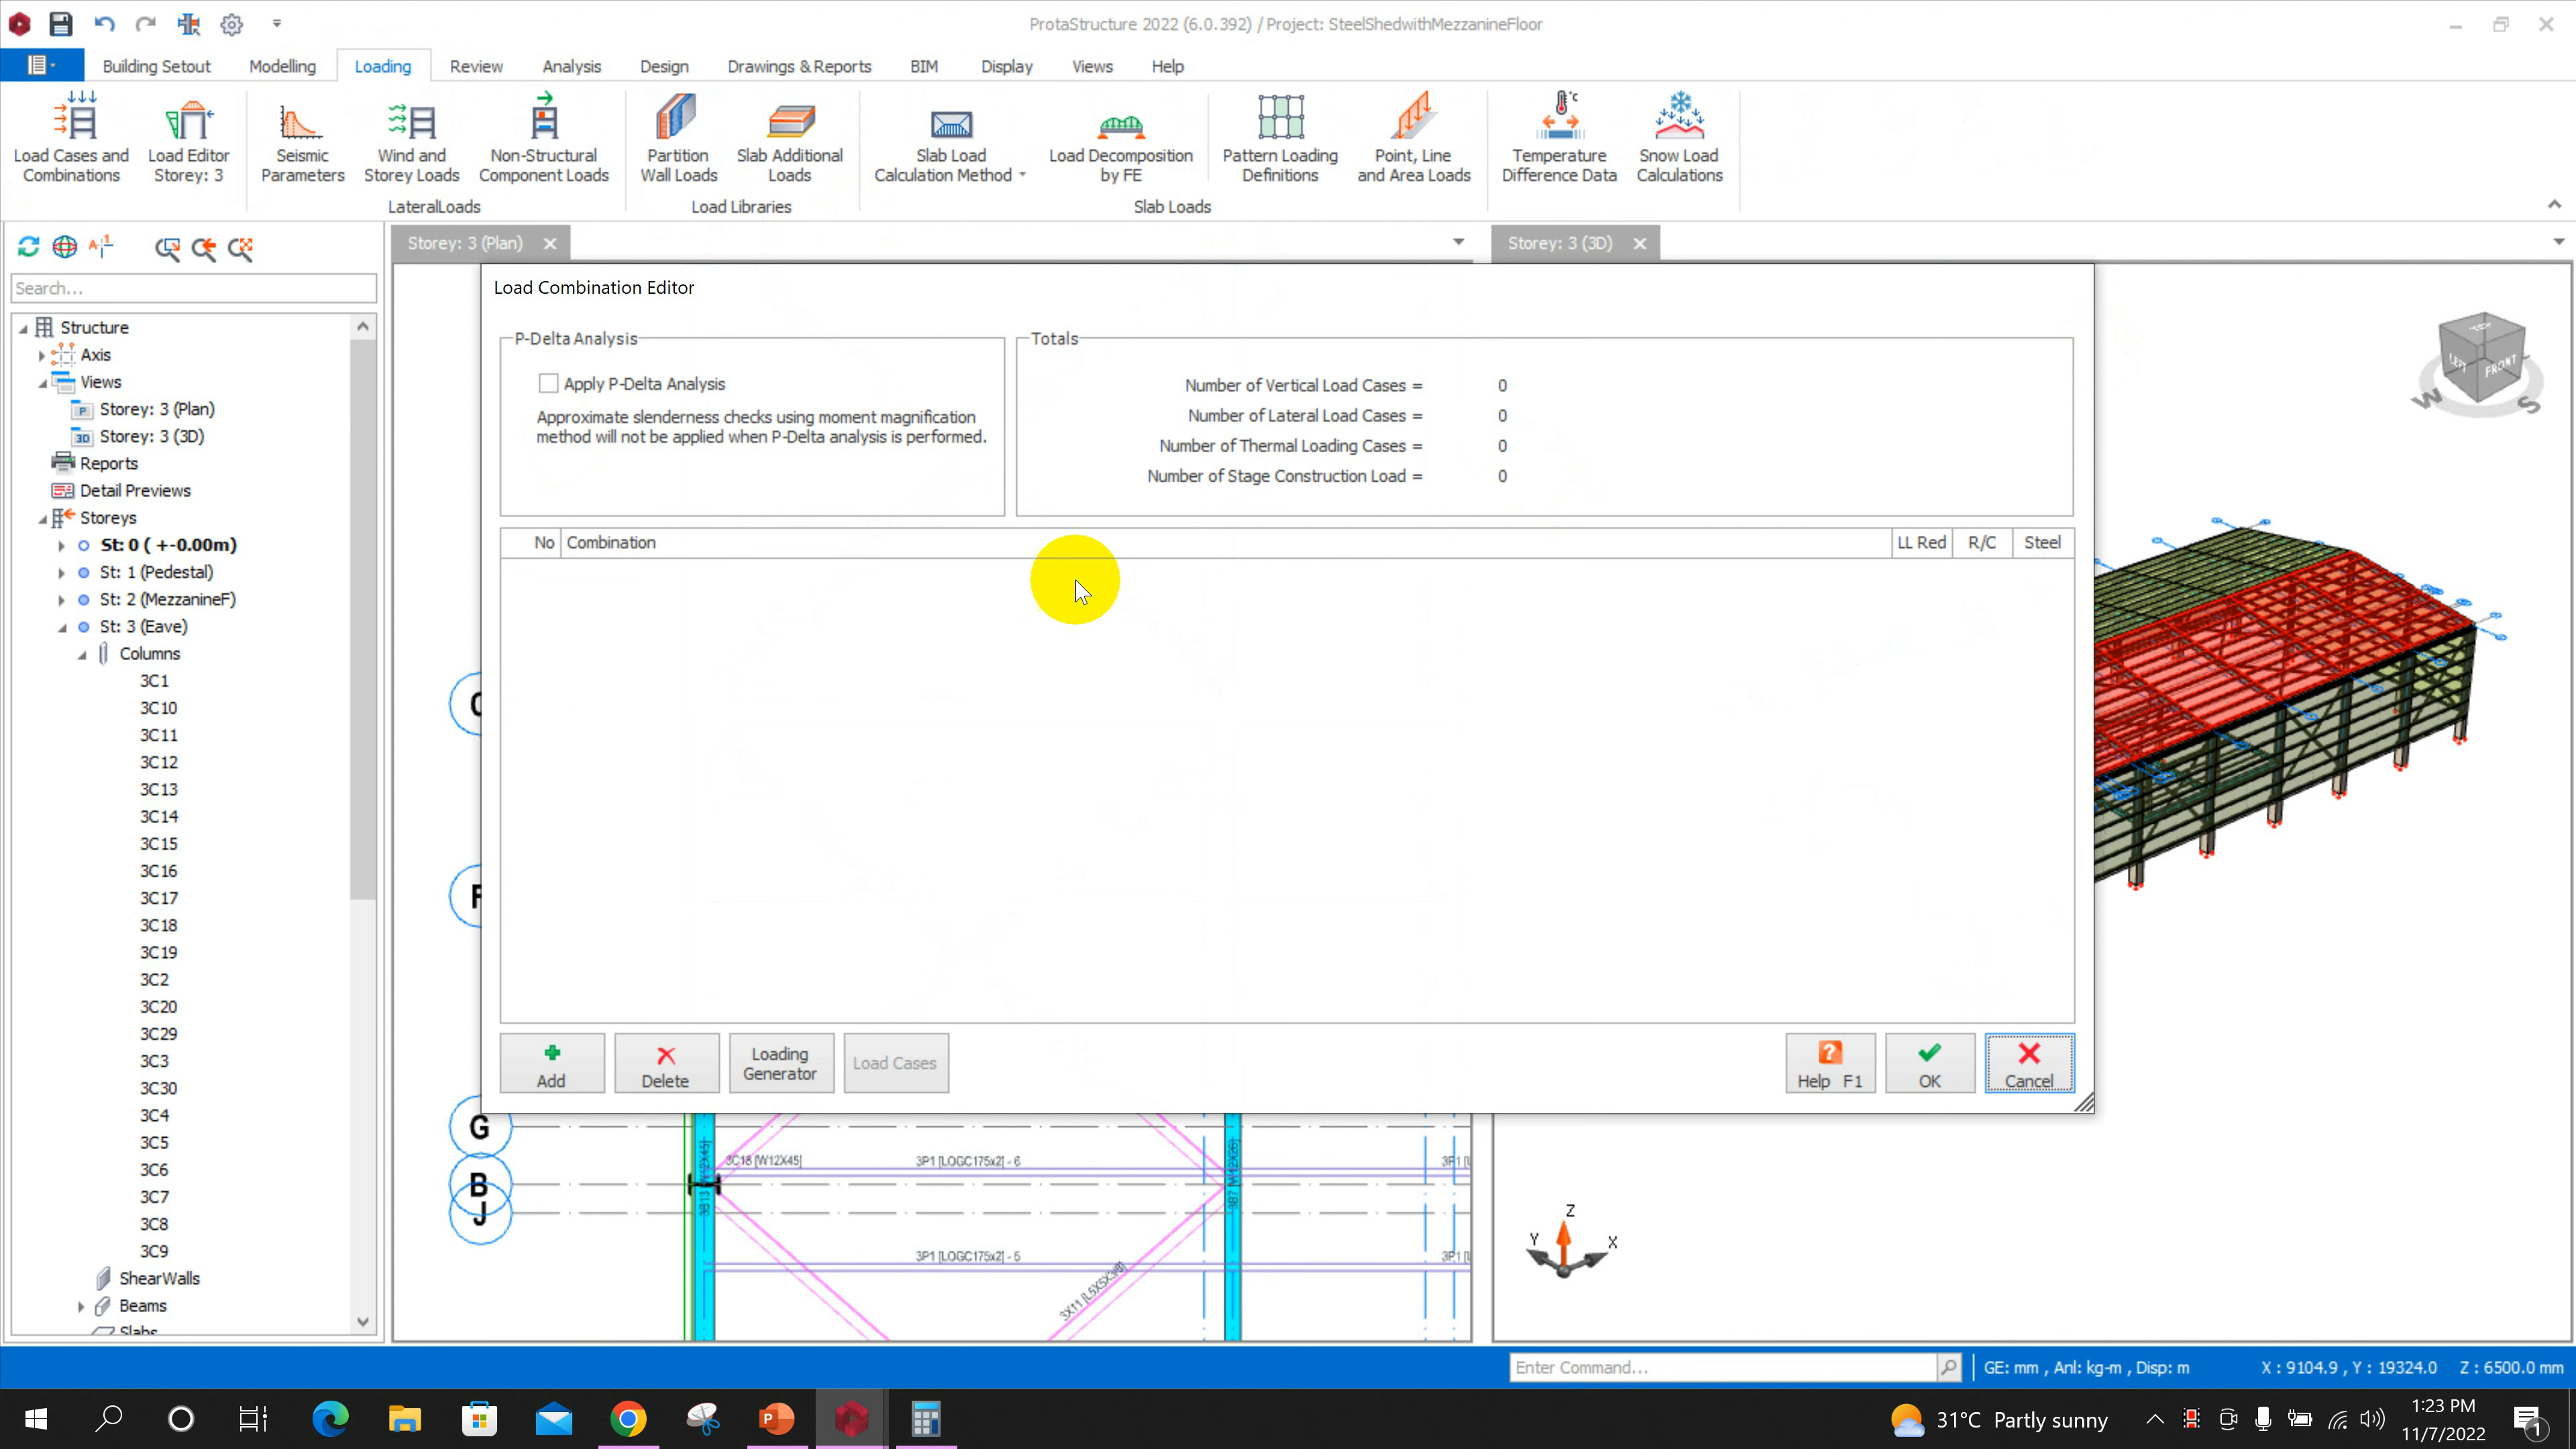 ProtaStructure 2022 (6.0.392) / Project: SteelShedwithMezzanineFloor
Building Setout
Modelling
Loading
Review
Analysis
Design
Drawings & Reports
BIM
Display
Views
Help
Load Cases and
Combinations
Load Editor
Storey: 3
Seismic
Parameters
Wind and
Storey Loads
Non-Structural
Component Loads
LateralLoads
Partition
Wall Loads
Slab Additional
Loads
Load Libraries
Slab Load
Calculation Method
Load Decomposition
by FE
Pattern Loading
Definitions
Point, Line
and Area Loads
Slab Loads
°C
Temperature
Difference Data
Snow Load
Calculations
Storey: 3 (Plan)
Storey: 3 (3D)
Search...
Structure
Axis
Views
P Storey: 3 (Plan)
3D Storey: 3 (3D)
Reports
Detail Previews
Storeys
St: 0 ( +-0.00m)
St: 1 (Pedestal)
St: 2 (MezzanineF)
St: 3 (Eave)
Columns
3C1
3C10
3C11
3C12
3C13
3C14
3C15
3C16
3C17
3C18
3C19
3C2
3C20
3C29
3C3
3C30
3C4
3C5
3C6
3C7
3C8
3C9
ShearWalls
Beams
Slabs
Load Combination Editor
P-Delta Analysis
Apply P-Delta Analysis
Approximate slenderness checks using moment magnification
method will not be applied when P-Delta analysis is performed.
Totals
Number of Vertical Load Cases = 0
Number of Lateral Load Cases = 0
Number of Thermal Loading Cases = 0
Number of Stage Construction Load = 0
No Combination LL Red R/C Steel
Add
Delete
Loading
Generator
Load Cases
Help F1
OK
Cancel
LEFT
FRONT
W
S
F
G
B
J
3C18 [W12X45]
3P1 [LOGC175x2] - 6
3P1 [LOGC175x2] - 5
3X11 [L5X5X3/8]
Z
Y
X
Enter Command...
GE: mm , Anl: kg-m , Disp: m
X : 9104.9 , Y : 19324.0
Z : 6500.0 mm
31°C Partly sunny
1:23 PM
11/7/2022
1